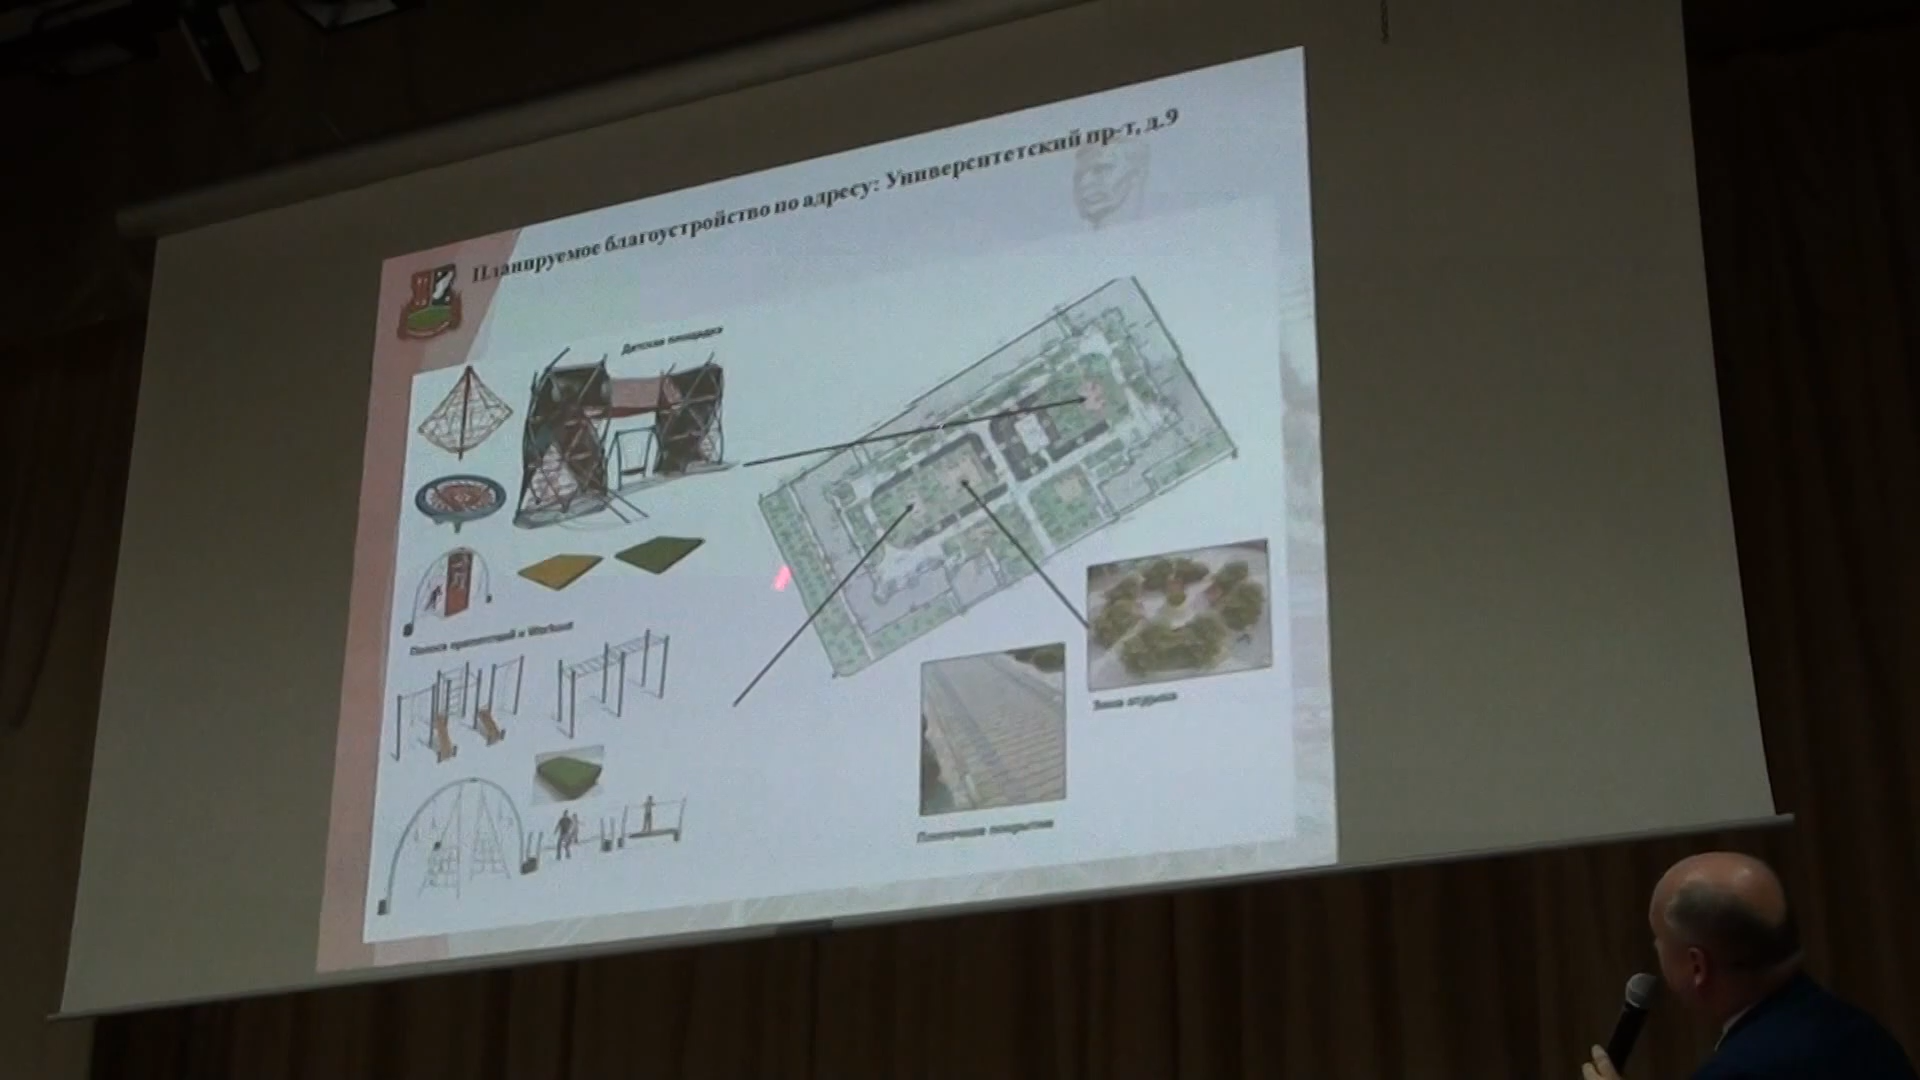 Планируемое благоустройство по адресу: Университетский пр-т, д.9
Детская площадка
Полоса препятствий и Workout
Зона отдыха
Плиточное покрытие